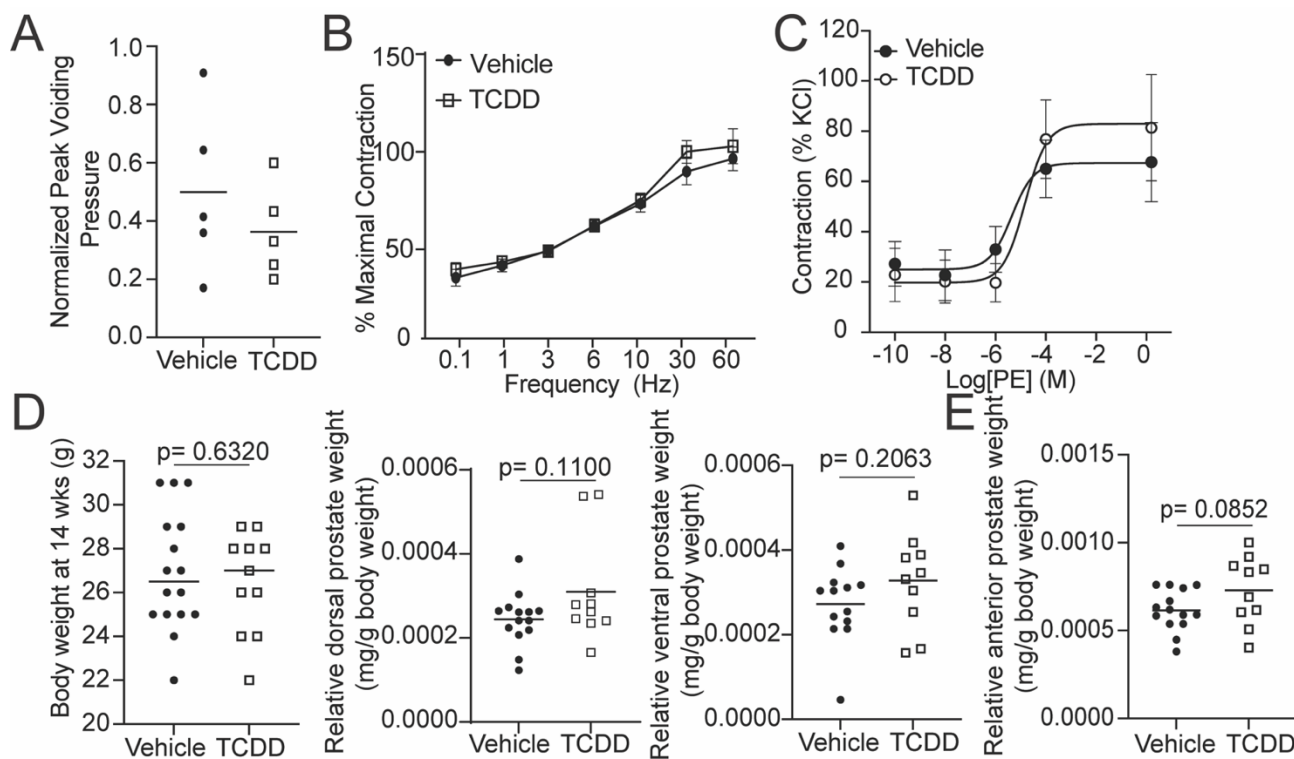 A
Normalized Peak Voiding
Pressure
1.0
0.8
0.6
0.4
0.2
0.0
Vehicle TCDD
B
% Maximal Contraction
150
100
50
0
Vehicle
TCDD
0.1 1 3 6 10 30 60
Frequency (Hz)
C
Contraction (% KCl)
120
100
80
60
40
20
0
Vehicle
TCDD
-10 -8 -6 -4 -2 0
Log[PE] (M)
D
Body weight at 14 wks (g)
32
30
28
26
24
22
20
p= 0.6320
Vehicle TCDD
Relative dorsal prostate weight
(mg/g body weight)
0.0006
0.0004
0.0002
0.0000
p= 0.1100
Vehicle TCDD
Relative ventral prostate weight
(mg/g body weight)
0.0006
0.0004
0.0002
0.0000
p= 0.2063
Vehicle TCDD
E
Relative anterior prostate weight
(mg/g body weight)
0.0015
0.0010
0.0005
0.0000
p= 0.0852
Vehicle TCDD